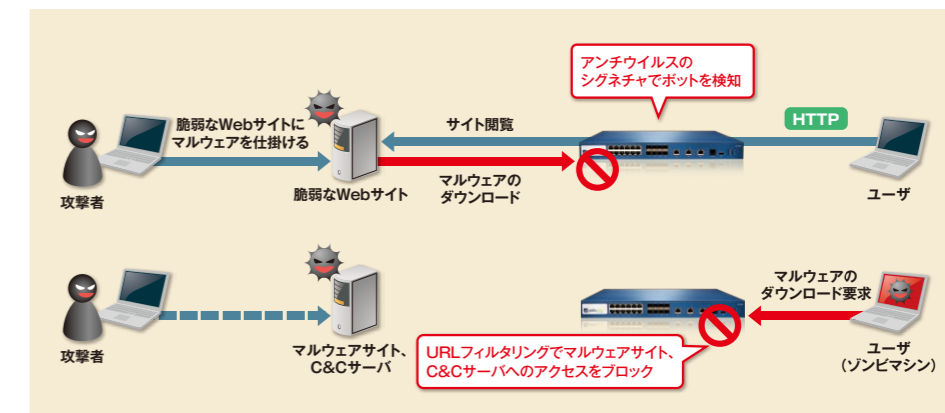 アンチウイルスの
シグネチャでボットを検知
脆弱なWebサイトに
マルウェアを仕掛ける
サイト閲覧
HTTP
攻撃者
脆弱なWebサイト
マルウェアの
ダウンロード
ユーザ
マルウェアの
ダウンロード要求
攻撃者
マルウェアサイト、
C&Cサーバ
URLフィルタリングでマルウェアサイト、
C&Cサーバへのアクセスをブロック
ユーザ
(ゾンビマシン)